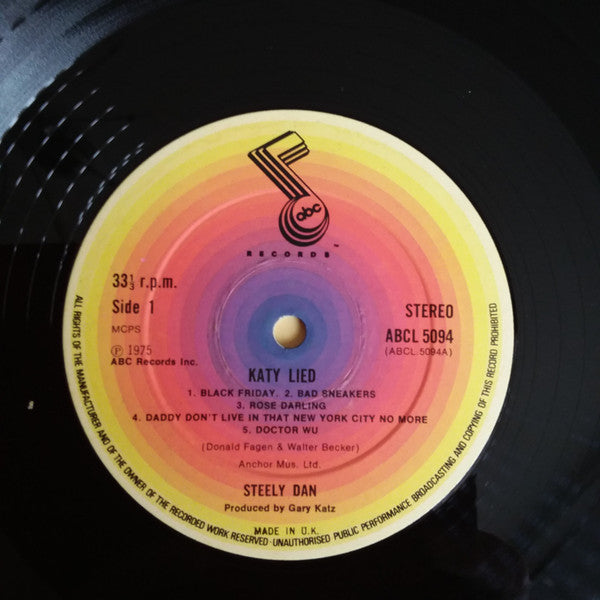 abc
RECORDS™
33⅓ r.p.m.
Side 1
MCPS
Ⓟ 1975
ABC Records Inc.
STEREO
ABCL 5094
(ABCL 5094A)
KATY LIED
1. BLACK FRIDAY. 2. BAD SNEAKERS
3. ROSE DARLING
4. DADDY DON'T LIVE IN THAT NEW YORK CITY NO MORE
5. DOCTOR WU
(Donald Fagen & Walter Becker)
Anchor Mus. Ltd.
STEELY DAN
Produced by Gary Katz
MADE IN U.K.
ALL RIGHTS OF THE MANUFACTURER AND OF THE OWNER OF THE RECORDED WORK RESERVED · UNAUTHORISED PUBLIC PERFORMANCE BROADCASTING AND COPYING OF THIS RECORD PROHIBITED